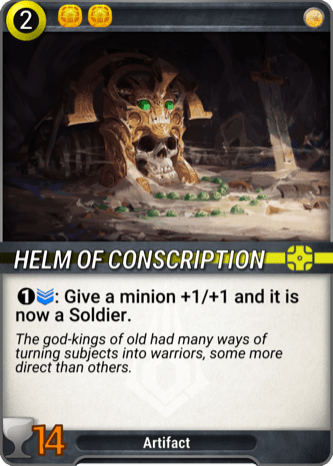 2
HELM OF CONSCRIPTION
1: Give a minion +1/+1 and it is
now a Soldier.
The god-kings of old had many ways of
turning subjects into warriors, some more
direct than others.
14
Artifact